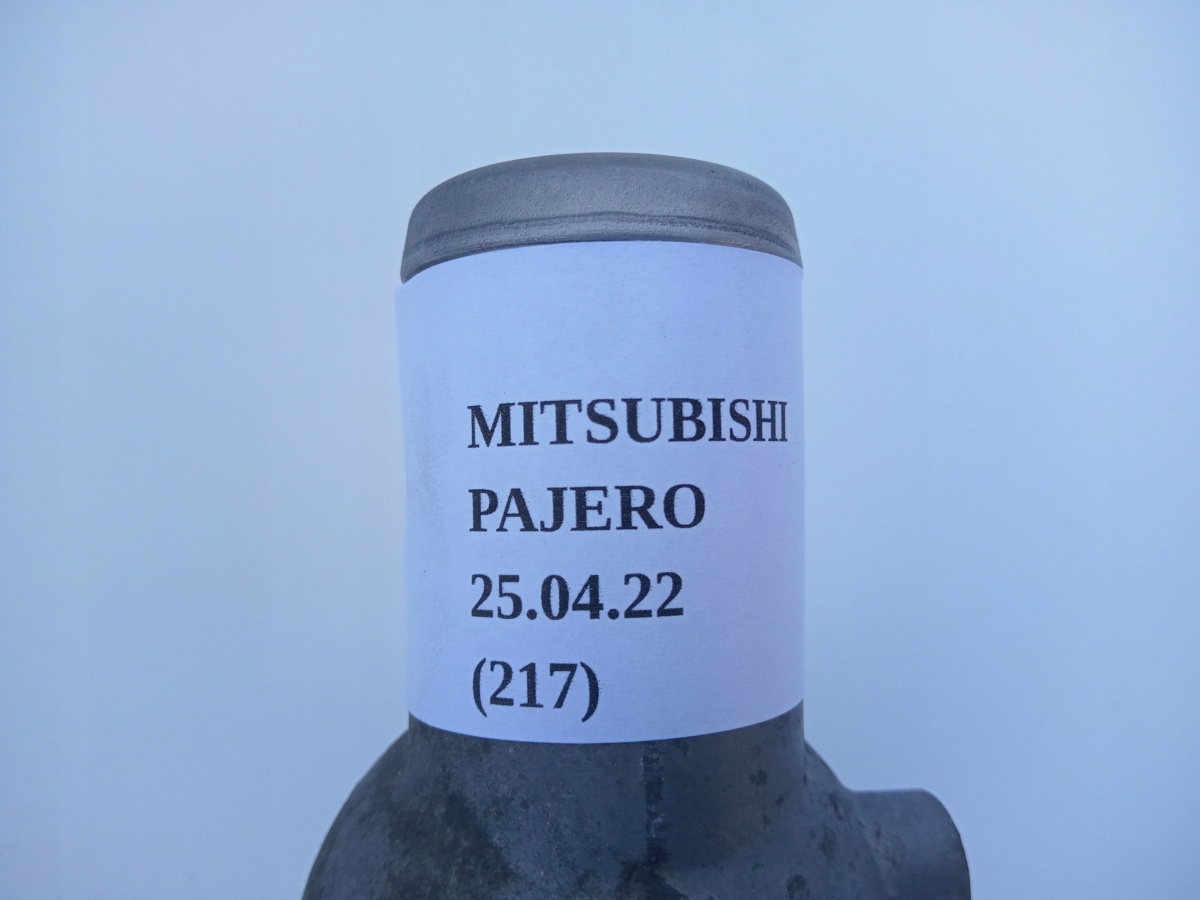 MITSUBISHI
PAJERO
25.04.22
(217)